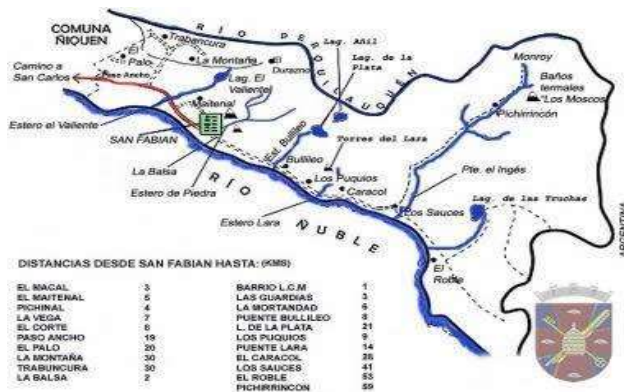 COMUNA
ÑIQUEN
RÍO PERQUILAUQUEN
Trabancura
El
Palo
La Montaña
El
Durazno
Lag. Añil
Lag. de la
Plata
Monroy
Camino a
San Carlos
Paso Ancho
Lag. El
Valiente
Maitenal
Baños
termales
"Los Moscos
Pichirrincón
Estero el Valiente
SAN FABIAN
Est. Bullileo
Torres del Lara
La Balsa
Bullileo
Pte. el Ingés
Estero de Piedra
Los Puquios
Caracol
Lag. de las Truchas
RÍO ÑUBLE
Estero Lara
Los Sauces
ARGENTINA
El
Roble
DISTANCIAS DESDE SAN FABIAN HASTA: (KMS)
EL MACAL 3
EL MAITENAL 5
PICHINAL 4
LA VEGA 7
EL CORTE 8
PASO ANCHO 19
EL PALO 20
LA MONTAÑA 30
TRABUNCURA 30
LA BALSA 2
BARRIO L.C.M 1
LAS GUARDIAS 3
LA MORTANDAD 6
PUENTE BULLILEO 8
L. DE LA PLATA 21
LOS PUQUIOS 9
PUENTE LARA 14
EL CARACOL 25
LOS SAUCES 41
EL ROBLE 53
PICHIRRINCON 59